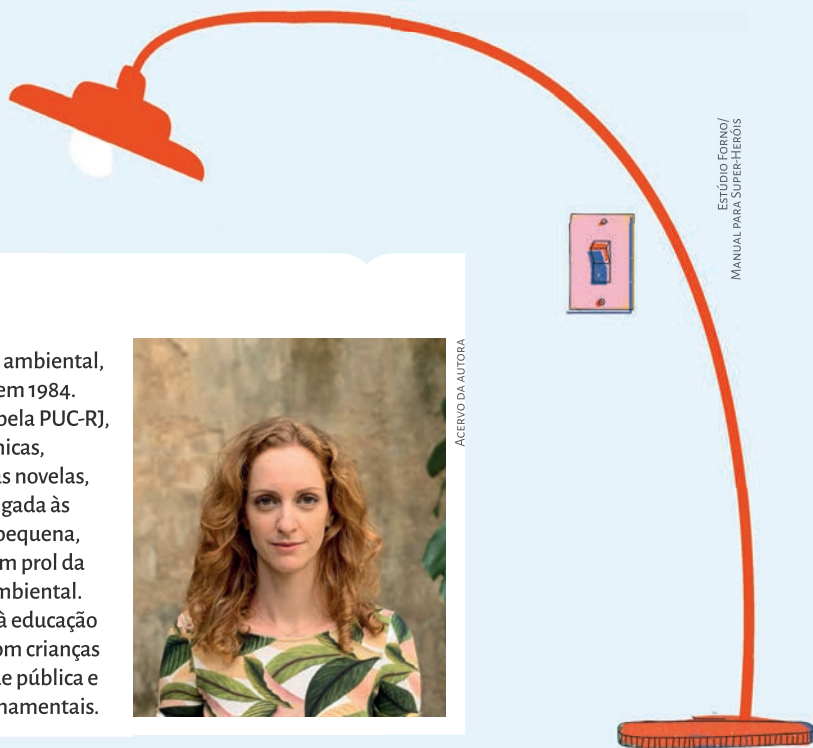 ambiental,
em 1984.
pela PUC-RJ,
nicas,
as novelas,
gada às
pequena,
m prol da
mbiental.
à educação
om crianças
e pública e
namentais.
Acervo da autora
Estúdio Forno/
Manual para Super-Heróis